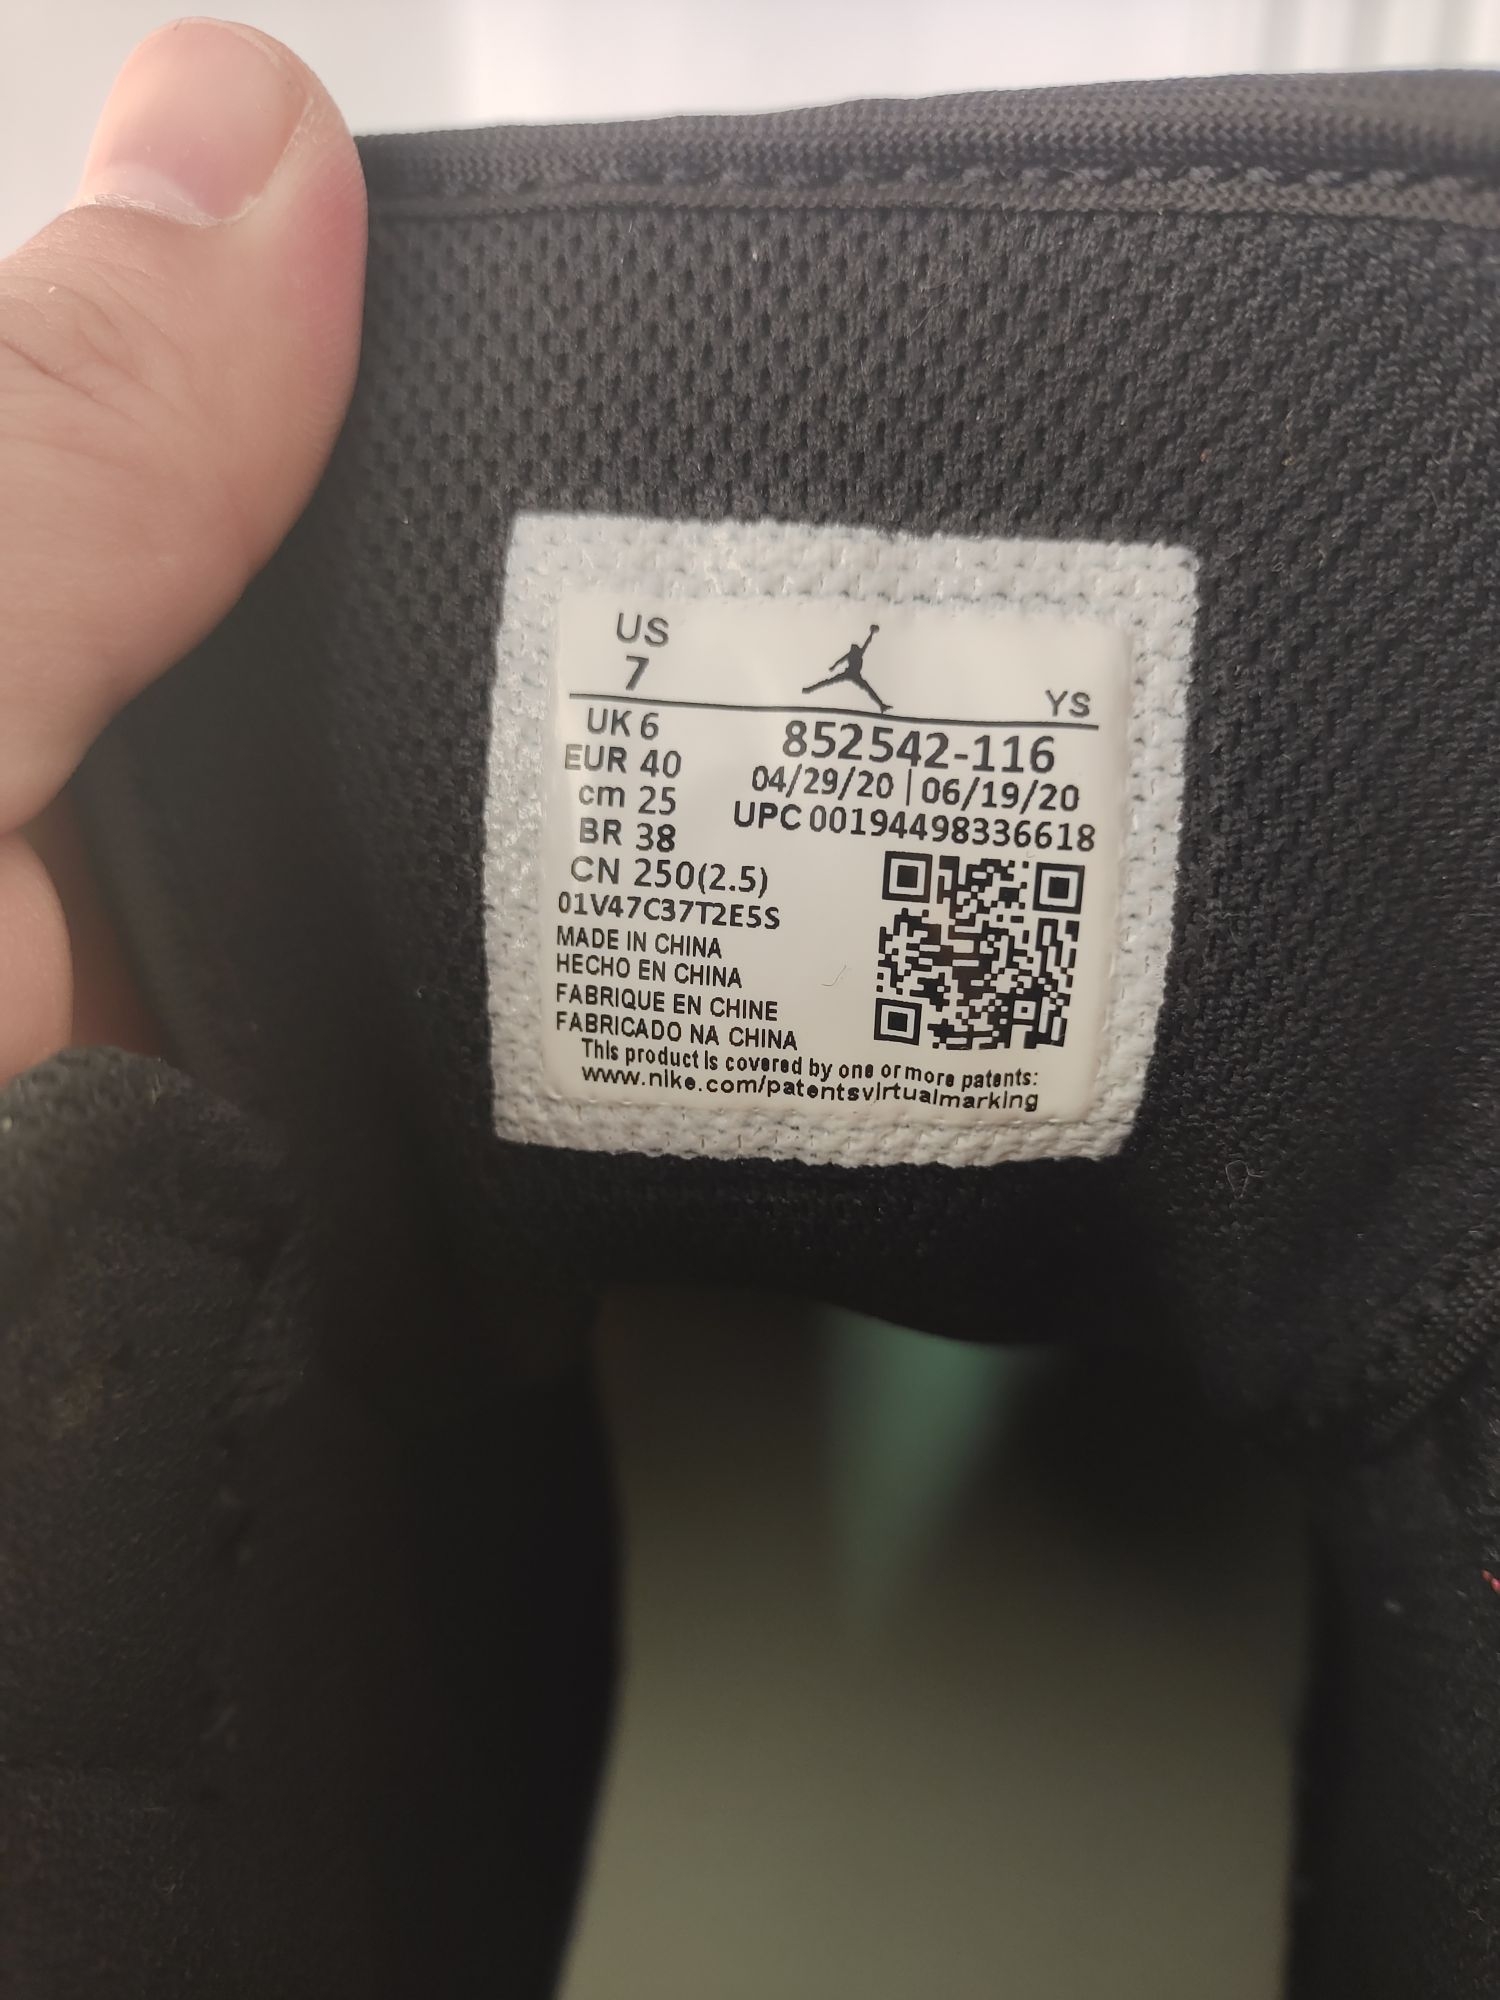 US
7
YS
UK 6
EUR 40
cm 25
BR 38
CN 250(2.5)
852542-116
04/29/20 | 06/19/20
UPC 00194498336618
01V47C37T2E5S
MADE IN CHINA
HECHO EN CHINA
FABRIQUE EN CHINE
FABRICADO NA CHINA
This product is covered by one or more patents:
www.nike.com/patentsvirtualmarking